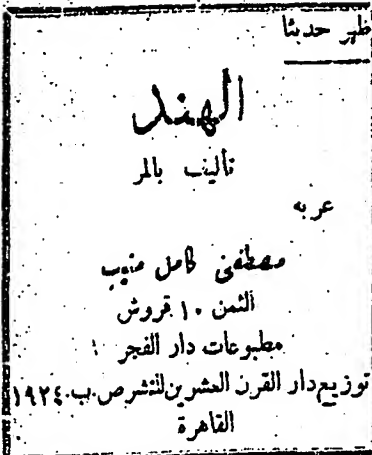 ظهر حديثا
الهند
تأليف بالمر
عربه
مصطفى كامل منيب
الثمن ١٠ قروش
مطبوعات دار الفجر :
توزيع دار القرن العشرين للنشر ص.ب. ١٩٢٤
القاهرة